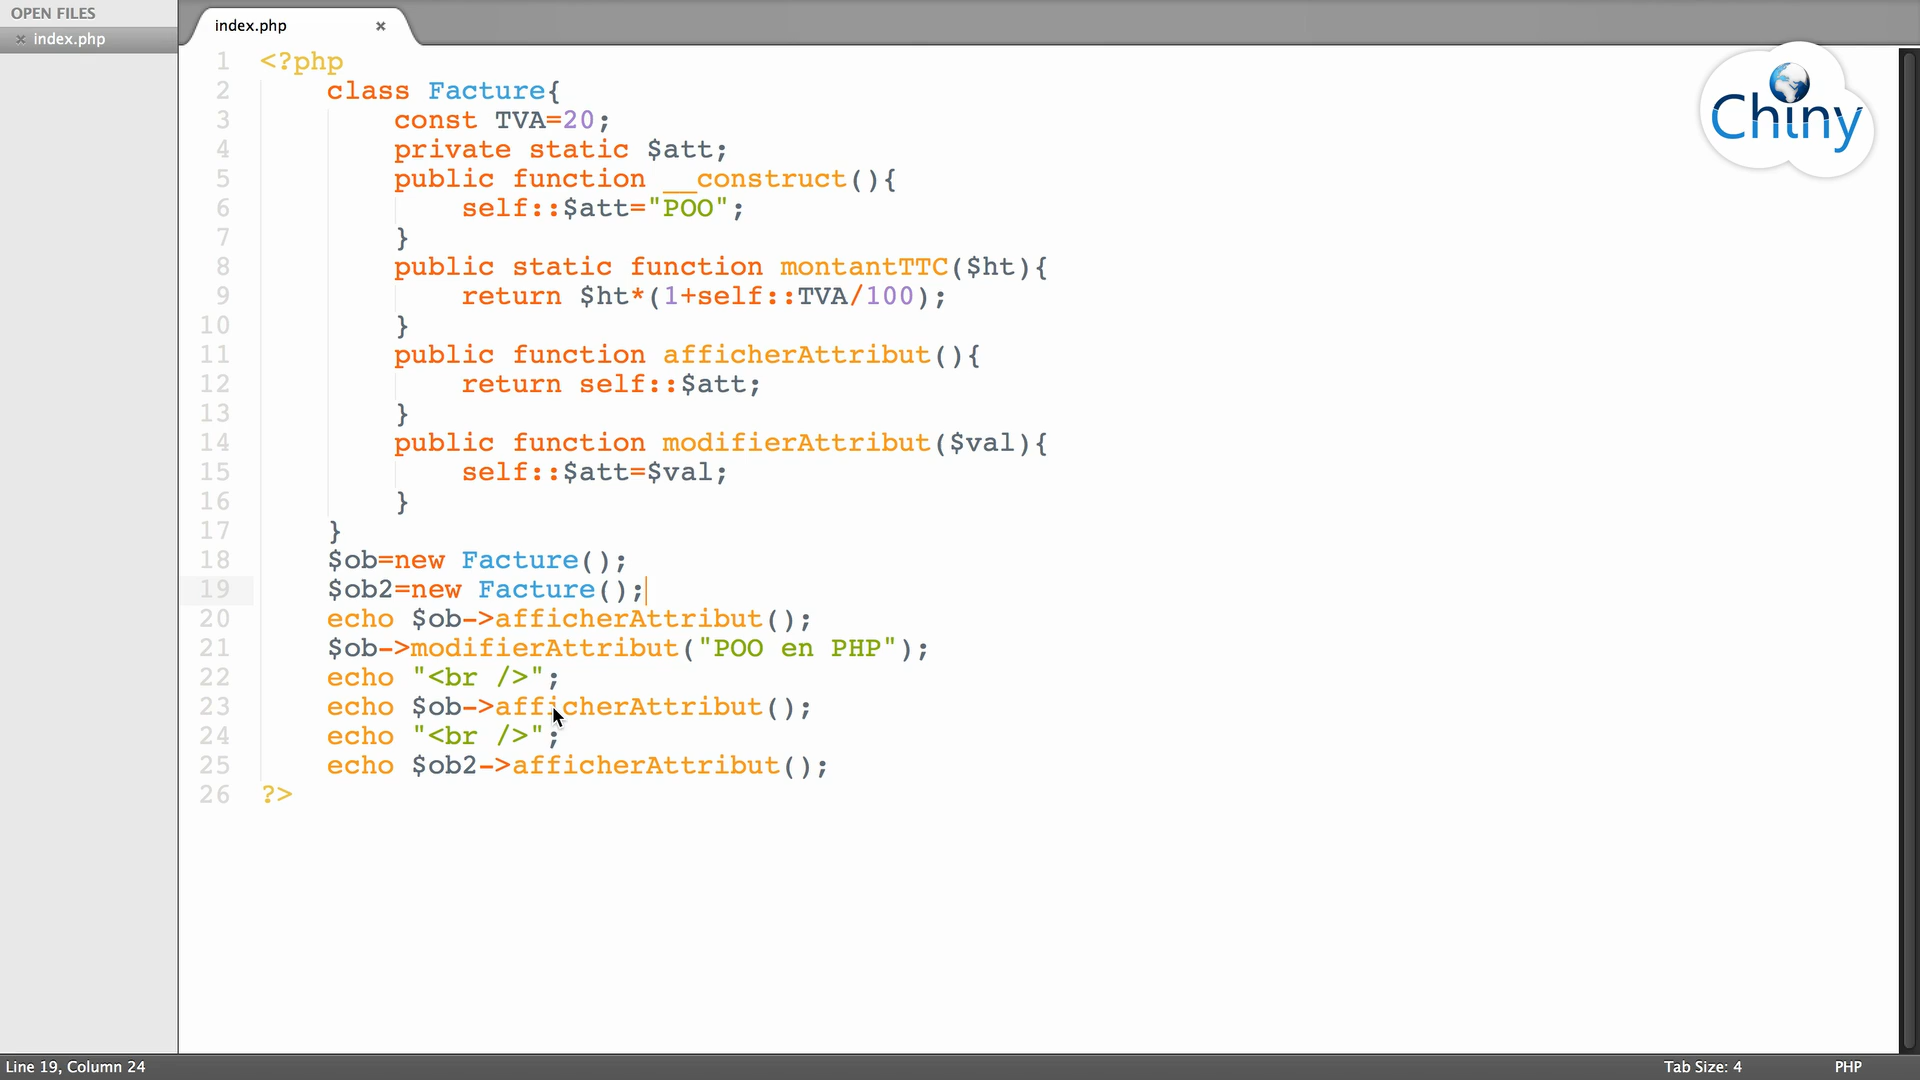 OPEN FILES
index.php
index.php
1 <?php
2 class Facture{
3 const TVA=20;
4 private static $att;
5 public function __construct(){
6 self::$att="POO";
7 }
8 public static function montantTTC($ht){
9 return $ht*(1+self::TVA/100);
10 }
11 public function afficherAttribut(){
12 return self::$att;
13 }
14 public function modifierAttribut($val){
15 self::$att=$val;
16 }
17 }
18 $ob=new Facture();
19 $ob2=new Facture();
20 echo $ob->afficherAttribut();
21 $ob->modifierAttribut("POO en PHP");
22 echo "<br />";
23 echo $ob->afficherAttribut();
24 echo "<br />";
25 echo $ob2->afficherAttribut();
26 ?>
Chiny
Line 19, Column 24
Tab Size: 4
PHP